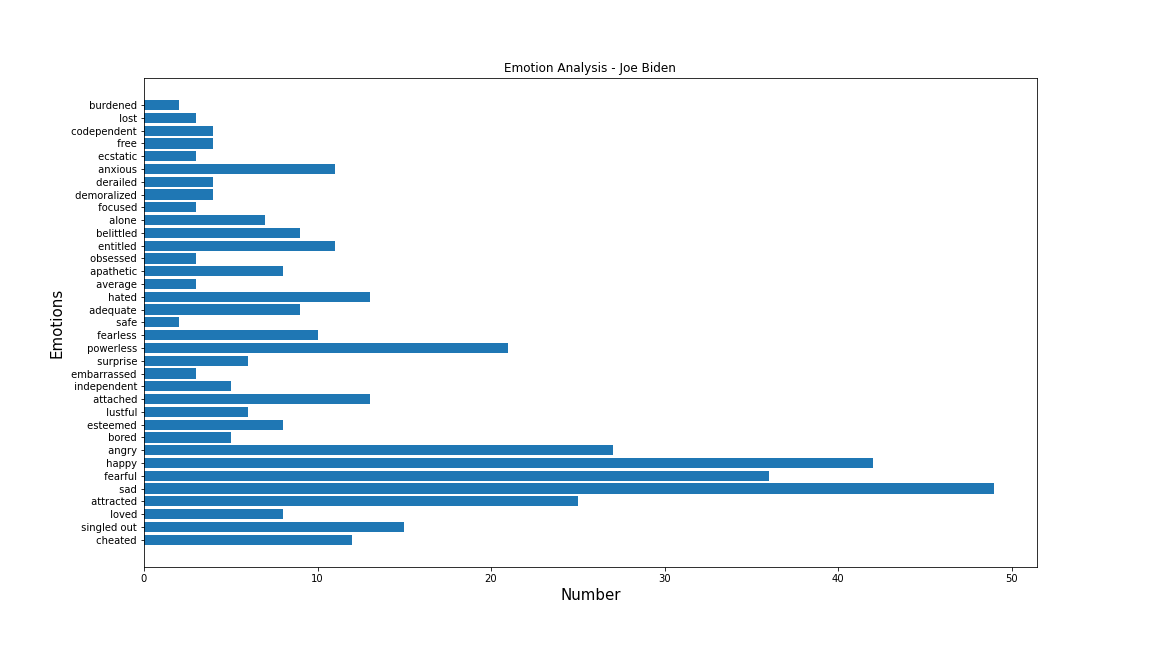 Emotion Analysis - Joe Biden
burdened
lost
codependent
free
ecstatic
anxious
derailed
demoralized
focused
alone
belittled
entitled
obsessed
apathetic
average
hated
adequate
safe
fearless
powerless
surprise
embarrassed
independent
attached
lustful
esteemed
bored
angry
happy
fearful
sad
attracted
loved
singled out
cheated
Emotions
0 10 20 30 40 50
Number